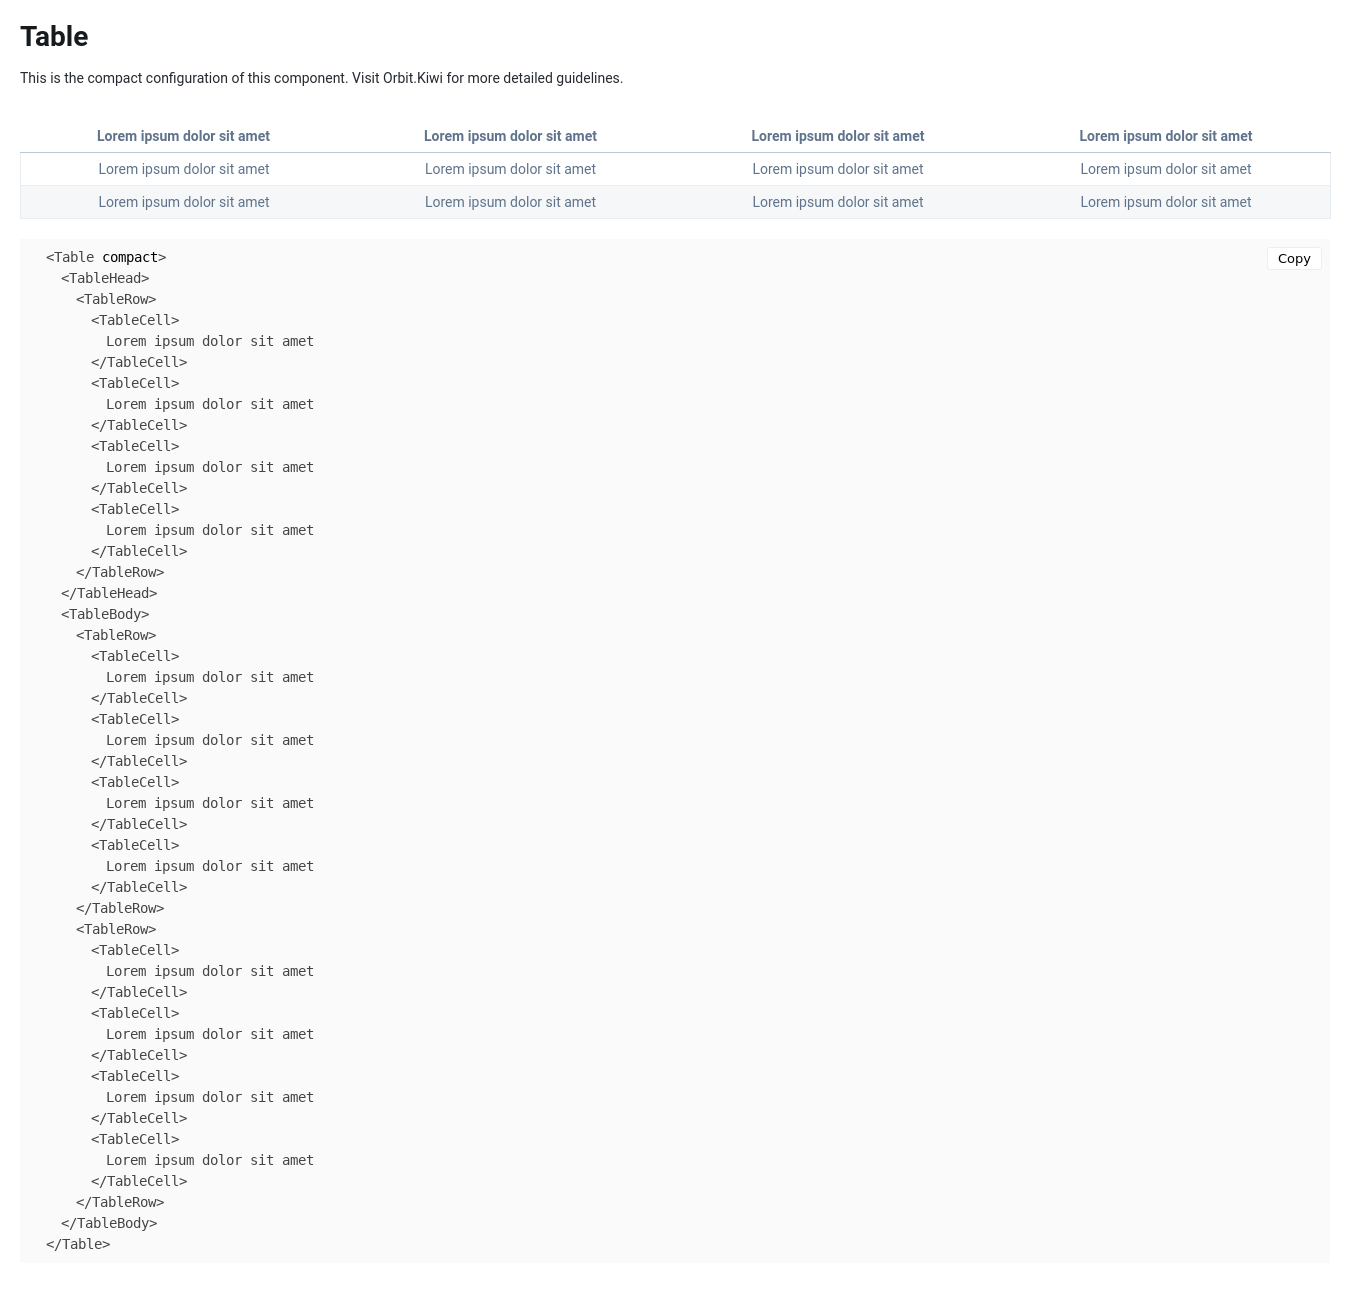 Table
This is the compact configuration of this component. Visit Orbit.Kiwi for more detailed guidelines.
Lorem ipsum dolor sit amet Lorem ipsum dolor sit amet Lorem ipsum dolor sit amet Lorem ipsum dolor sit amet
Lorem ipsum dolor sit amet Lorem ipsum dolor sit amet Lorem ipsum dolor sit amet Lorem ipsum dolor sit amet
Lorem ipsum dolor sit amet Lorem ipsum dolor sit amet Lorem ipsum dolor sit amet Lorem ipsum dolor sit amet
<Table compact> Copy
<TableHead>
<TableRow>
<TableCell>
Lorem ipsum dolor sit amet
</TableCell>
<TableCell>
Lorem ipsum dolor sit amet
</TableCell>
<TableCell>
Lorem ipsum dolor sit amet
</TableCell>
<TableCell>
Lorem ipsum dolor sit amet
</TableCell>
</TableRow>
</TableHead>
<TableBody>
<TableRow>
<TableCell>
Lorem ipsum dolor sit amet
</TableCell>
<TableCell>
Lorem ipsum dolor sit amet
</TableCell>
<TableCell>
Lorem ipsum dolor sit amet
</TableCell>
<TableCell>
Lorem ipsum dolor sit amet
</TableCell>
</TableRow>
<TableRow>
<TableCell>
Lorem ipsum dolor sit amet
</TableCell>
<TableCell>
Lorem ipsum dolor sit amet
</TableCell>
<TableCell>
Lorem ipsum dolor sit amet
</TableCell>
<TableCell>
Lorem ipsum dolor sit amet
</TableCell>
</TableRow>
</TableBody>
</Table>